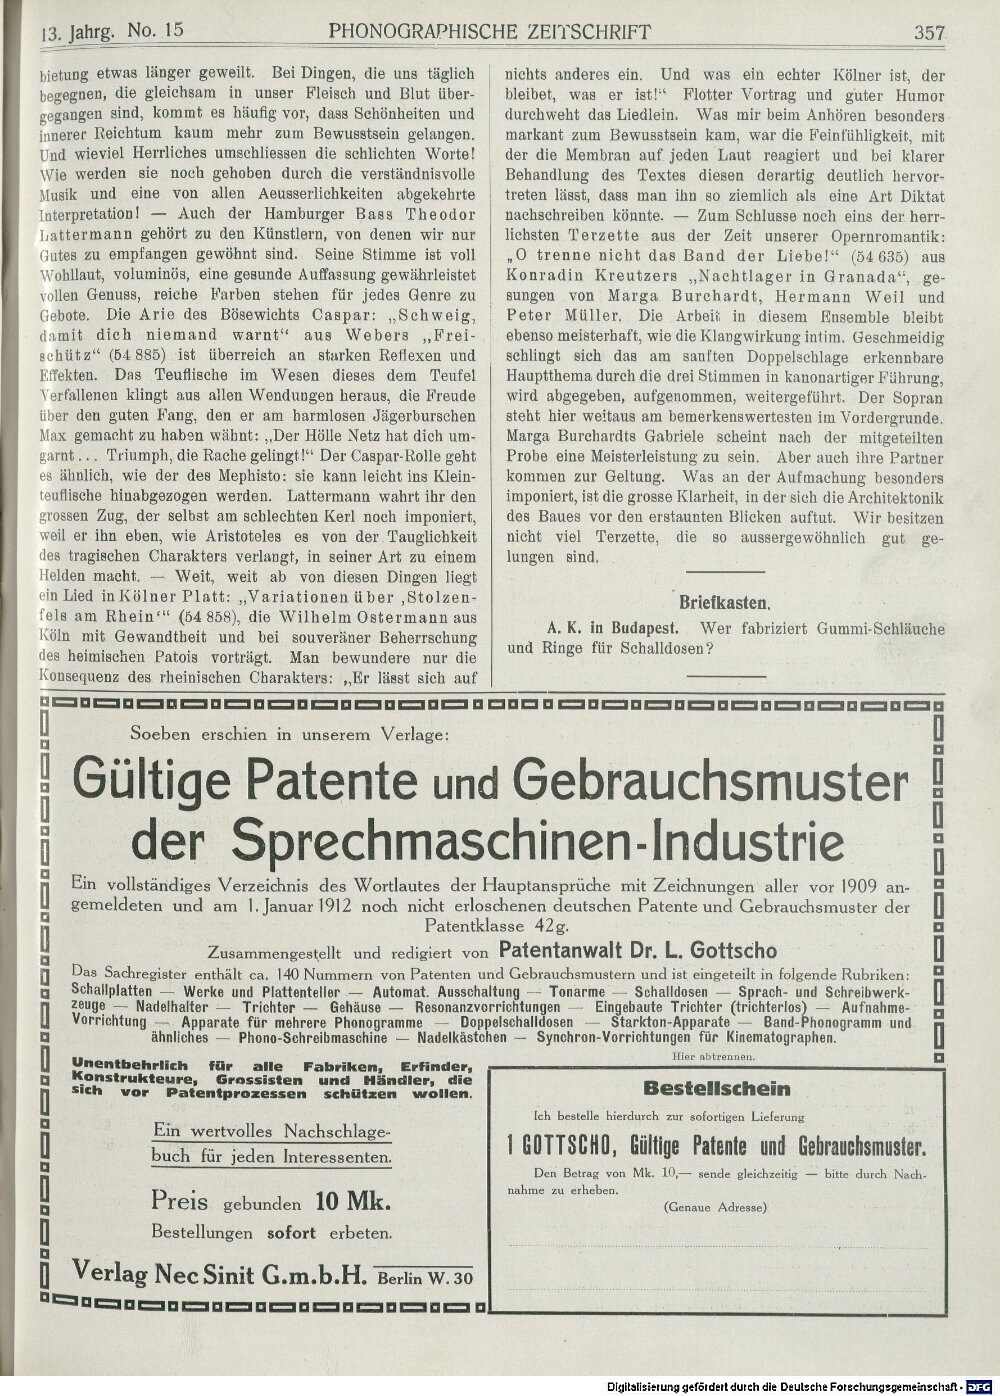 13. Jahrg. No. 15
PHONOGRAPHISCHE ZEITSCHRIFT
357
bietung etwas länger geweilt. Bei Dingen, die uns täglich
begegnen, die gleichsam in unser Fleisch und Blut über-
gegangen sind, kommt es häufig vor, dass Schönheiten und
innerer Reichtum kaum mehr zum Bewusstsein gelangen.
Und wieviel Herrliches umschliessen die schlichten Worte!
Wie werden sie noch gehoben durch die verständnisvolle
Musik und eine von allen Aeusserlichkeiten abgekehrte
Interpretation! — Auch der Hamburger Bass Theodor
Lattermann gehört zu den Künstlern, von denen wir nur
Gutes zu empfangen gewöhnt sind. Seine Stimme ist voll
Wohllaut, voluminös, eine gesunde Auffassung gewährleistet
vollen Genuss, reiche Farben stehen für jedes Genre zu
Gebote. Die Arie des Bösewichts Caspar: „Schweig,
damit dich niemand warnt“ aus Webers „Frei-
schütz“ (54 885) ist überreich an starken Reflexen und
Effekten. Das Teuflische im Wesen dieses dem Teufel
Verfallenen klingt aus allen Wendungen heraus, die Freude
über den guten Fang, den er am harmlosen Jägerburschen
Max gemacht zu haben wähnt: „Der Hölle Netz hat dich um-
garnt... Triumph, die Rache gelingt!“ Der Caspar-Rolle geht
es ähnlich, wie der des Mephisto: sie kann leicht ins Klein-
teuflische hinabgezogen werden. Lattermann wahrt ihr den
grossen Zug, der selbst am schlechten Kerl noch imponiert,
weil er ihn eben, wie Aristoteles es von der Tauglichkeit
des tragischen Charakters verlangt, in seiner Art zu einem
Helden macht. — Weit, weit ab von diesen Dingen liegt
ein Lied in Kölner Platt: „Variationen über ‚Stolzen-
fels am Rhein‘“ (54 858), die Wilhelm Ostermann aus
Köln mit Gewandtheit und bei souveräner Beherrschung
des heimischen Patois vorträgt. Man bewundere nur die
Konsequenz des rheinischen Charakters: „Er lässt sich auf
nichts anderes ein. Und was ein echter Kölner ist, der
bleibet, was er ist!“ Flotter Vortrag und guter Humor
durchweht das Liedlein. Was mir beim Anhören besonders
markant zum Bewusstsein kam, war die Feinfühligkeit, mit
der die Membran auf jeden Laut reagiert und bei klarer
Behandlung des Textes diesen derartig deutlich hervor-
treten lässt, dass man ihn so ziemlich als eine Art Diktat
nachschreiben könnte. — Zum Schlusse noch eins der herr-
lichsten Terzette aus der Zeit unserer Opernromantik:
„O trenne nicht das Band der Liebe!“ (54 635) aus
Konradin Kreutzers „Nachtlager in Granada“, ge-
sungen von Marga Burchardt, Hermann Weil und
Peter Müller. Die Arbeit in diesem Ensemble bleibt
ebenso meisterhaft, wie die Klangwirkung intim. Geschmeidig
schlingt sich das am sanften Doppelschlage erkennbare
Hauptthema durch die drei Stimmen in kanonartiger Führung,
wird abgegeben, aufgenommen, weitergeführt. Der Sopran
steht hier weitaus am bemerkenswertesten im Vordergrunde.
Marga Burchardts Gabriele scheint nach der mitgeteilten
Probe eine Meisterleistung zu sein. Aber auch ihre Partner
kommen zur Geltung. Was an der Aufmachung besonders
imponiert, ist die grosse Klarheit, in der sich die Architektonik
des Baues vor den erstaunten Blicken auftut. Wir besitzen
nicht viel Terzette, die so aussergewöhnlich gut ge-
lungen sind.
Briefkasten.
A. K. in Budapest. Wer fabriziert Gummi-Schläuche
und Ringe für Schalldosen?
Soeben erschien in unserem Verlage:
Gültige Patente und Gebrauchsmuster
der Sprechmaschinen-Industrie
Ein vollständiges Verzeichnis des Wortlautes der Hauptansprüche mit Zeichnungen aller vor 1909 an-
gemeldeten und am 1. Januar 1912 noch nicht erloschenen deutschen Patente und Gebrauchsmuster der
Patentklasse 42g.
Zusammengestellt und redigiert von Patentanwalt Dr. L. Gottscho
Das Sachregister enthält ca. 140 Nummern von Patenten und Gebrauchsmustern und ist eingeteilt in folgende Rubriken:
Schallplatten — Werke und Plattenteller — Automat. Ausschaltung — Tonarme — Schalldosen — Sprach- und Schreibwerk-
zeuge — Nadelhalter — Trichter — Gehäuse — Resonanzvorrichtungen — Eingebaute Trichter (trichterlos) — Aufnahme-
Vorrichtung — Apparate für mehrere Phonogramme — Doppelschalldosen — Starkton-Apparate — Band-Phonogramm und
ähnliches — Phono-Schreibmaschine — Nadelkästchen — Synchron-Vorrichtungen für Kinematographen.
Unentbehrlich für alle Fabriken, Erfinder,
Konstrukteure, Grossisten und Händler, die
sich vor Patentprozessen schützen wollen.
Ein wertvolles Nachschlage-
buch für jeden Interessenten.
Preis gebunden 10 Mk.
Bestellungen sofort erbeten.
Verlag Nec Sinit G.m.b.H. Berlin W. 30
Hier abtrennen.
Bestellschein
Ich bestelle hierdurch zur sofortigen Lieferung
1 GOTTSCHO, Gültige Patente und Gebrauchsmuster.
Den Betrag von Mk. 10,— sende gleichzeitig — bitte durch Nach-
nahme zu erheben.
(Genaue Adresse)
Digitalisierung gefördert durch die Deutsche Forschungsgemeinschaft - DFG